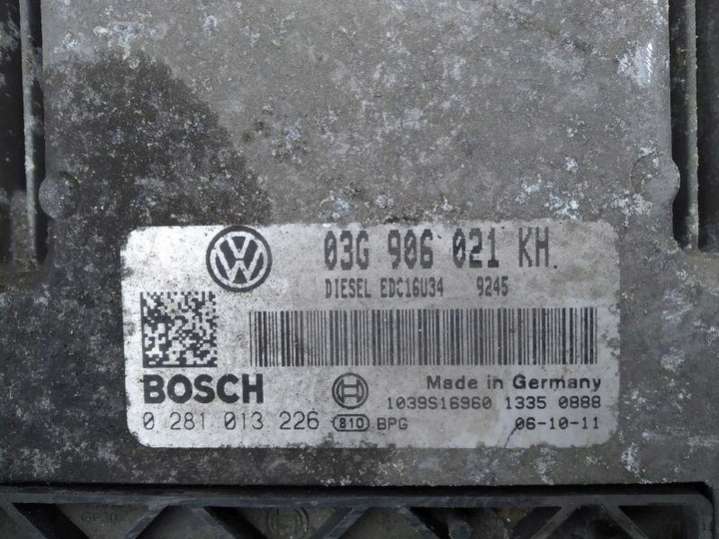 03G 906 021 KH.
DIESEL EDC16U34 9245
BOSCH
Made in Germany
1039S16960 1335 0888
0 281 013 226 810 BPG 06-10-11